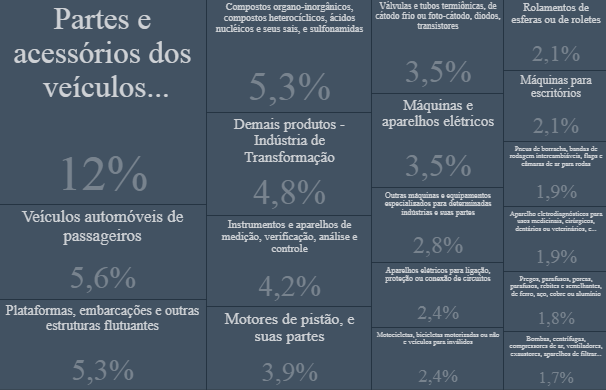 Partes e
acessórios dos
veículos...
12%
Veículos automóveis de
passageiros
5,6%
Plataformas, embarcações e outras
estruturas flutuantes
5,3%
Compostos organo-inorgânicos,
compostos heterocíclicos, ácidos
nucléicos e seus sais, e sulfonamidas
5,3%
Demais produtos -
Indústria de
Transformação
4,8%
Instrumentos e aparelhos de
medição, verificação, análise e
controle
4,2%
Motores de pistão, e
suas partes
3,9%
Válvulas e tubos termiônicas, de
cátodo frio ou foto-cátodo, diodos,
transistores
3,5%
Máquinas e
aparelhos elétricos
3,5%
Outras máquinas e equipamentos
especializados para determinadas
indústrias e suas partes
2,8%
Aparelhos elétricos para ligação,
proteção ou conexão de circuitos
2,4%
Motocicletas, bicicletas motorizadas ou não
e veículos para inválidos
2,4%
Rolamentos de
esferas ou de roletes
2,1%
Máquinas para
escritórios
2,1%
Pneus de borracha, bandas de
rodagem intercambiáveis, flaps e
câmaras de ar para rodas
1,9%
Aparelho eletrodiagnósticos para
usos medicinais, cirúrgicos,
dentários ou veterinários, e...
1,9%
Pregos, parafusos, porcas,
parafusos, rebites e semelhantes,
de ferro, aço, cobre ou alumínio
1,8%
Bombas, centrífugas,
compressores de ar, ventiladores,
exaustores, aparelhos de filtrar...
1,7%